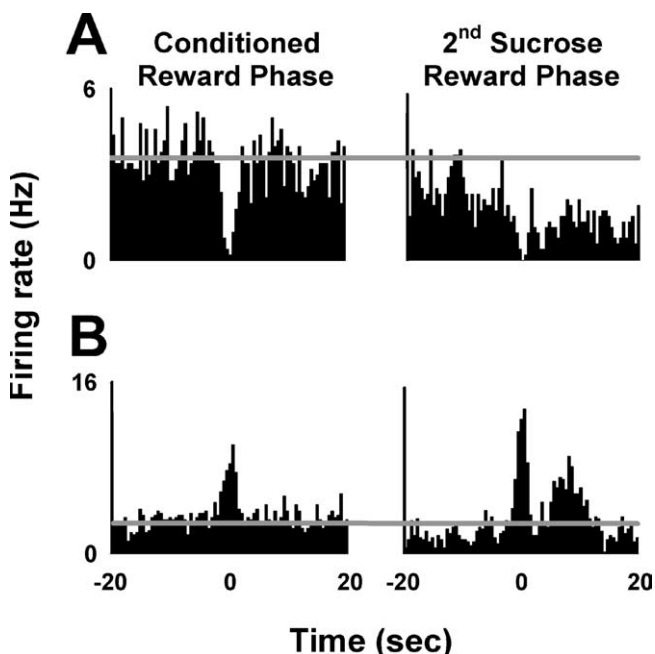 A
Conditioned
Reward Phase
2nd Sucrose
Reward Phase
6
0
B
16
0
-20 0 20 -20 0 20
Firing rate (Hz)
Time (sec)